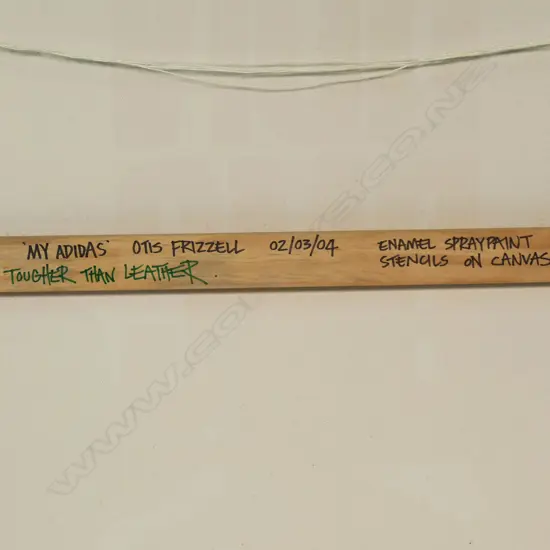 'MY ADIDAS' OTIS FRIZZELL 02/03/04 ENAMEL SPRAYPAINT
TOUGHER THAN LEATHER. STENCILS ON CANVAS